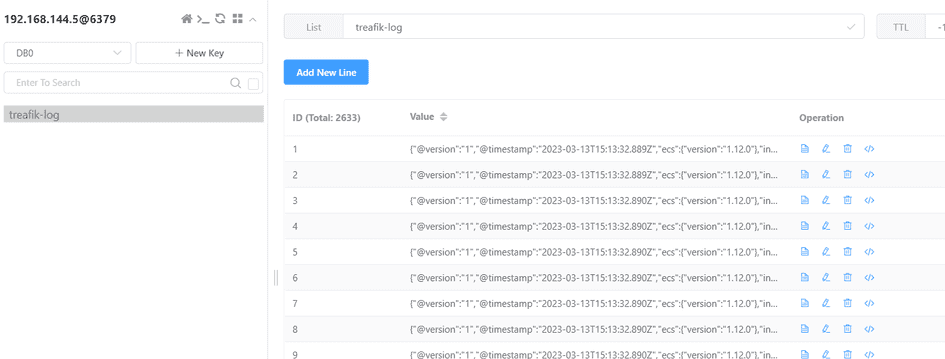 192.168.144.5@6379
DB0
+ New Key
Enter To Search
treafik-log
List treafik-log TTL -1
Add New Line
ID (Total: 2633) Value Operation
1 {"@version":"1","@timestamp":"2023-03-13T15:13:32.889Z","ecs":{"version":"1.12.0"},"in...
2 {"@version":"1","@timestamp":"2023-03-13T15:13:32.889Z","ecs":{"version":"1.12.0"},"in...
3 {"@version":"1","@timestamp":"2023-03-13T15:13:32.890Z","ecs":{"version":"1.12.0"},"in...
4 {"@version":"1","@timestamp":"2023-03-13T15:13:32.890Z","ecs":{"version":"1.12.0"},"in...
5 {"@version":"1","@timestamp":"2023-03-13T15:13:32.890Z","ecs":{"version":"1.12.0"},"in...
6 {"@version":"1","@timestamp":"2023-03-13T15:13:32.890Z","ecs":{"version":"1.12.0"},"in...
7 {"@version":"1","@timestamp":"2023-03-13T15:13:32.890Z","ecs":{"version":"1.12.0"},"in...
8 {"@version":"1","@timestamp":"2023-03-13T15:13:32.890Z","ecs":{"version":"1.12.0"},"in...
9 {"@version":"1","@timestamp":"2023-03-13T15:13:32.890Z","ecs":{"version":"1.12.0"},"in...